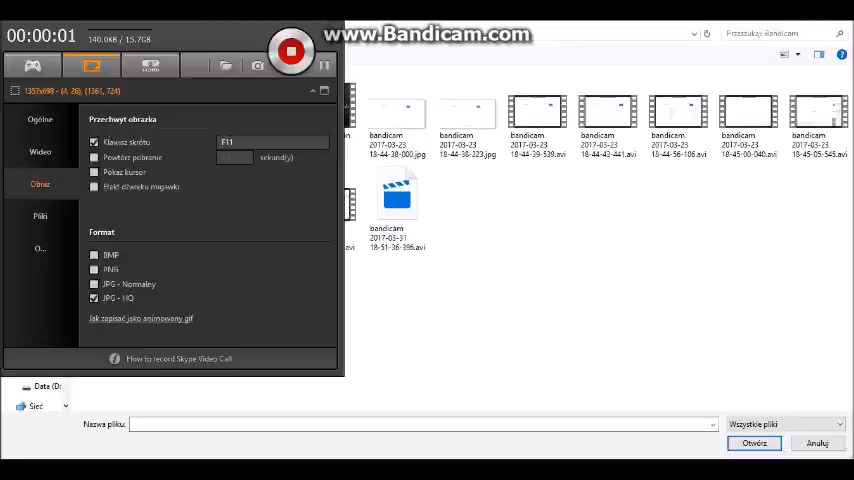 00:00:01
140.0KB / 15.7GB
www.Bandicam.com
Przeszukaj: Bandicam
1357x698 - (4, 26), (1361, 724)
Ogólne
Wideo
Obraz
Pliki
O...
Przechwyt obrazka
Klawisz skrótu
F11
Powtórz pobranie
sekund(y)
Pokaż kursor
Efekt dźwięku migawki
Format
BMP
PNG
JPG - Normalny
JPG - HQ
Jak zapisać jako animowany gif
How to record Skype Video Call
bandicam
2017-03-23
18-44-38-000.jpg
bandicam
2017-03-23
18-44-38-223.jpg
bandicam
2017-03-23
18-44-39-539.avi
bandicam
2017-03-23
18-44-43-441.avi
bandicam
2017-03-23
18-44-56-106.avi
bandicam
2017-03-23
18-45-00-040.avi
bandicam
2017-03-23
18-45-05-545.avi
.avi
bandicam
2017-03-31
18-51-36-396.avi
Data (D:
Sieć
Nazwa pliku:
Wszystkie pliki
Otwórz
Anuluj